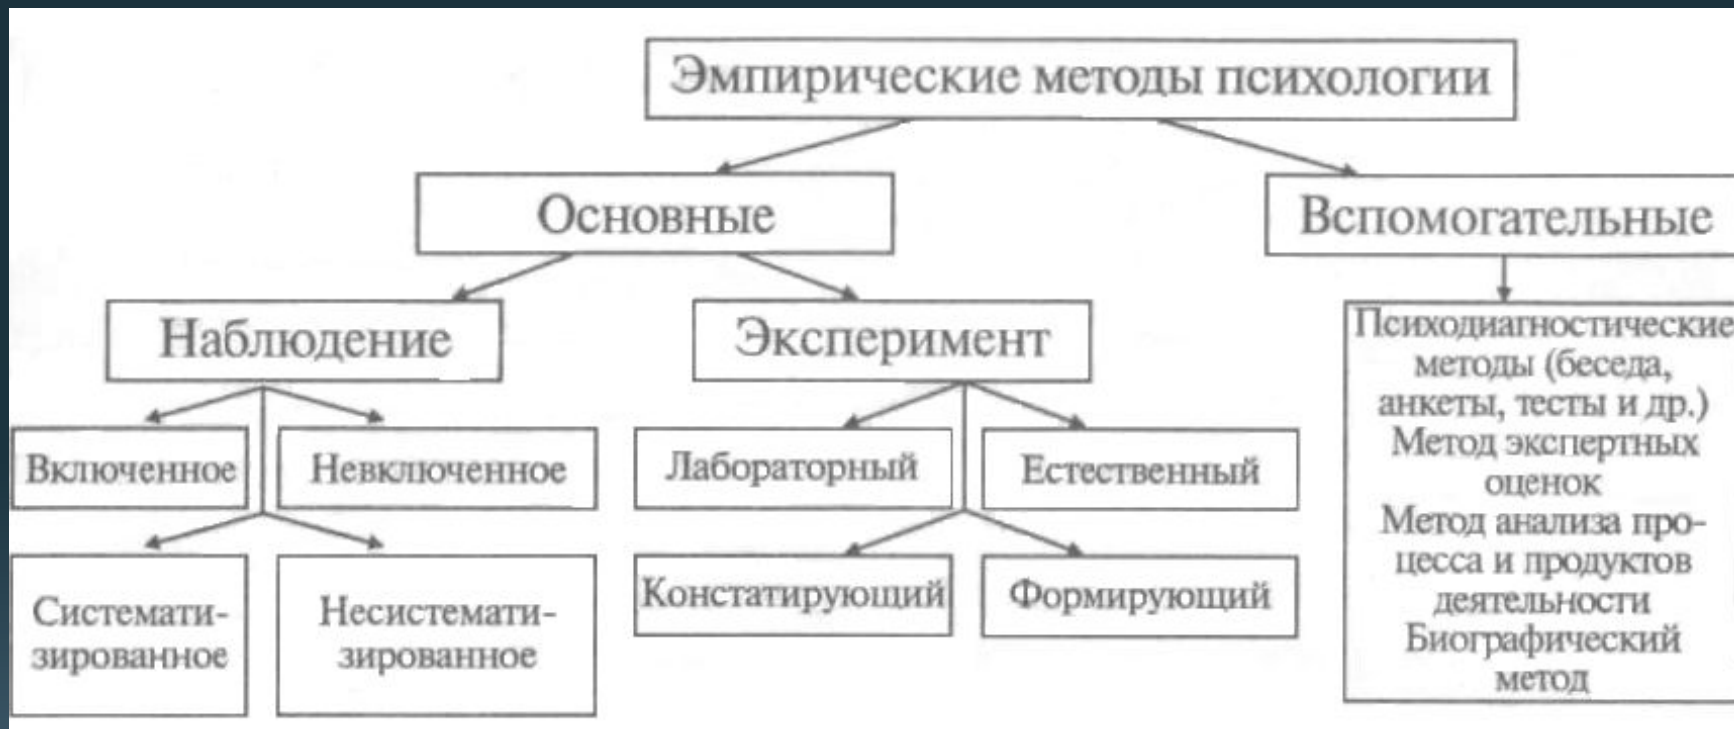 Эмпирические методы психологии
Основные
Вспомогательные
Наблюдение
Эксперимент
Включенное
Невключенное
Системати-
зированное
Несистемати-
зированное
Лабораторный
Естественный
Констатирующий
Формирующий
Психодиагностические
методы (беседа,
анкеты, тесты и др.)
Метод экспертных
оценок
Метод анализа про-
цесса и продуктов
деятельности
Биографический
метод